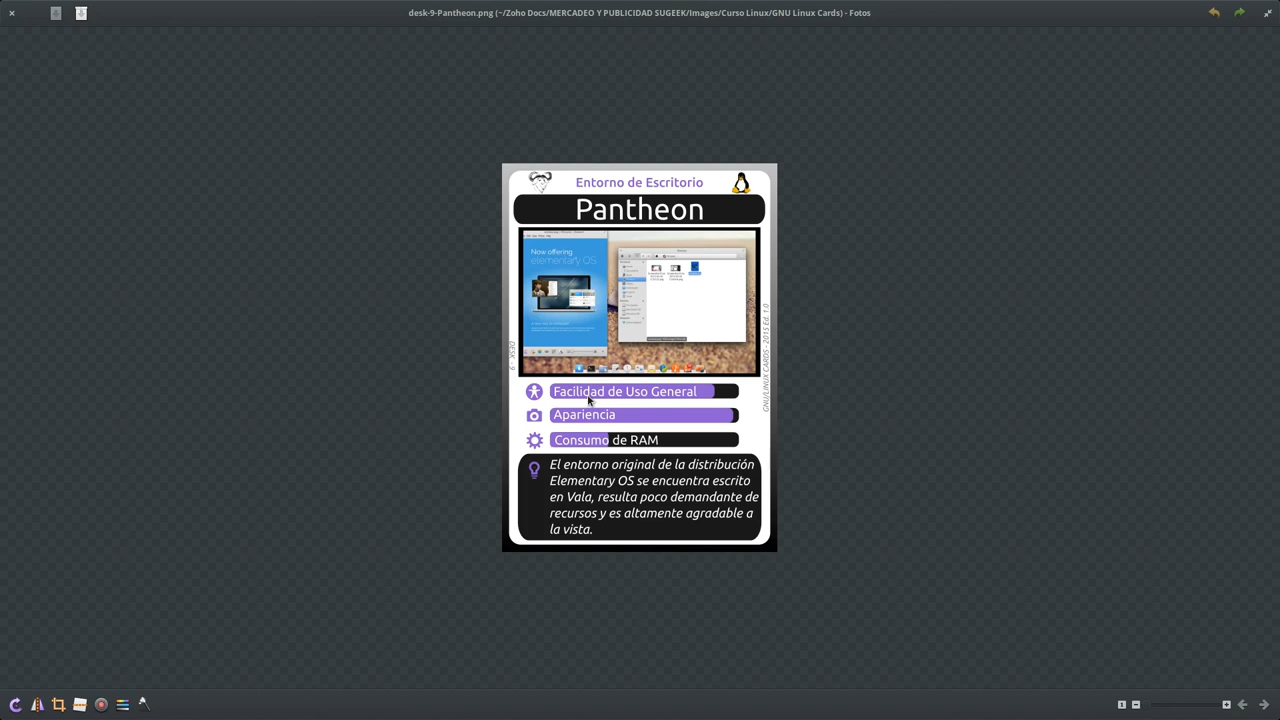 desk-9-Pantheon.png (~/Zoho Docs/MERCADEO Y PUBLICIDAD SUGEEK/Images/Curso Linux/GNU Linux Cards) - Fotos
Entorno de Escritorio
Pantheon
Now offering
elementary OS
DESK - 9
GNU/LINUX CARDS - 2015 Ed. 1.0
Facilidad de Uso General
Apariencia
Consumo de RAM
El entorno original de la distribución
Elementary OS se encuentra escrito
en Vala, resulta poco demandante de
recursos y es altamente agradable a
la vista.